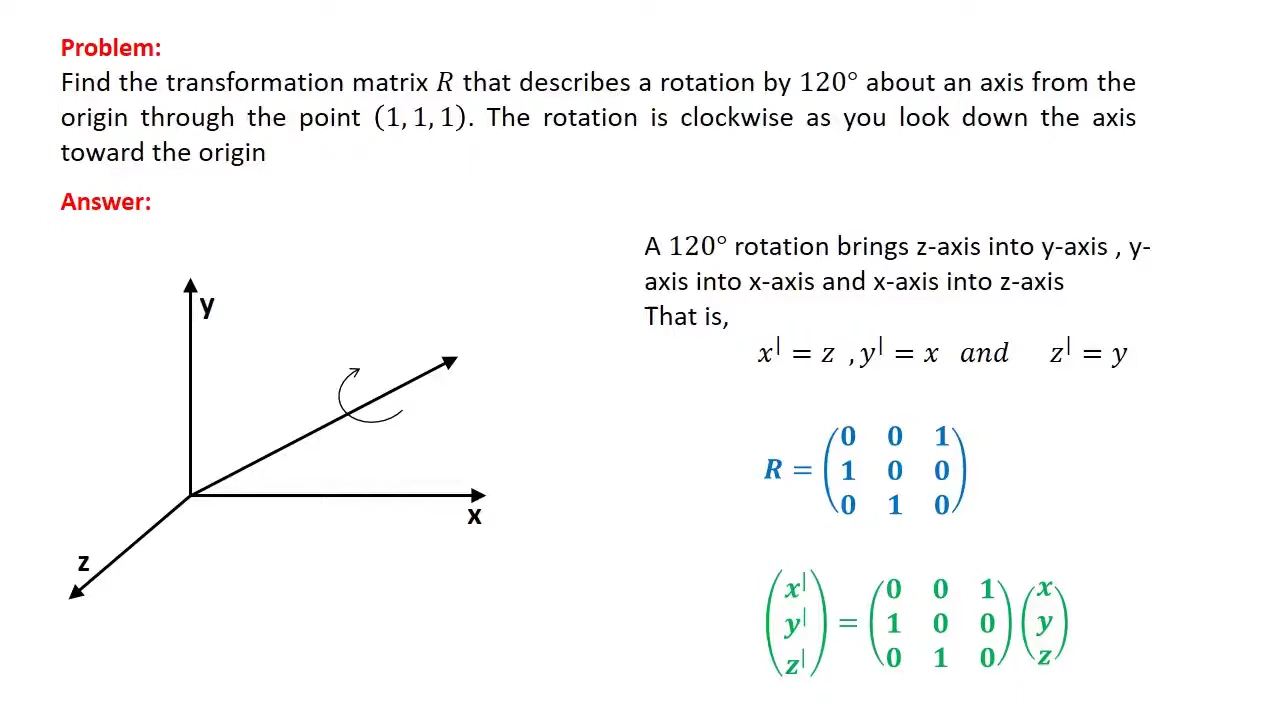 Problem:
Find the transformation matrix R that describes a rotation by 120° about an axis from the
origin through the point (1, 1, 1). The rotation is clockwise as you look down the axis
toward the origin
Answer:
A 120° rotation brings z-axis into y-axis , y-
axis into x-axis and x-axis into z-axis
That is,
x| = z , y| = x and z| = y
y
x
z
R = (0 0 1
1 0 0
0 1 0)
(x|
y|
z|) = (0 0 1
1 0 0
0 1 0) (x
y
z)